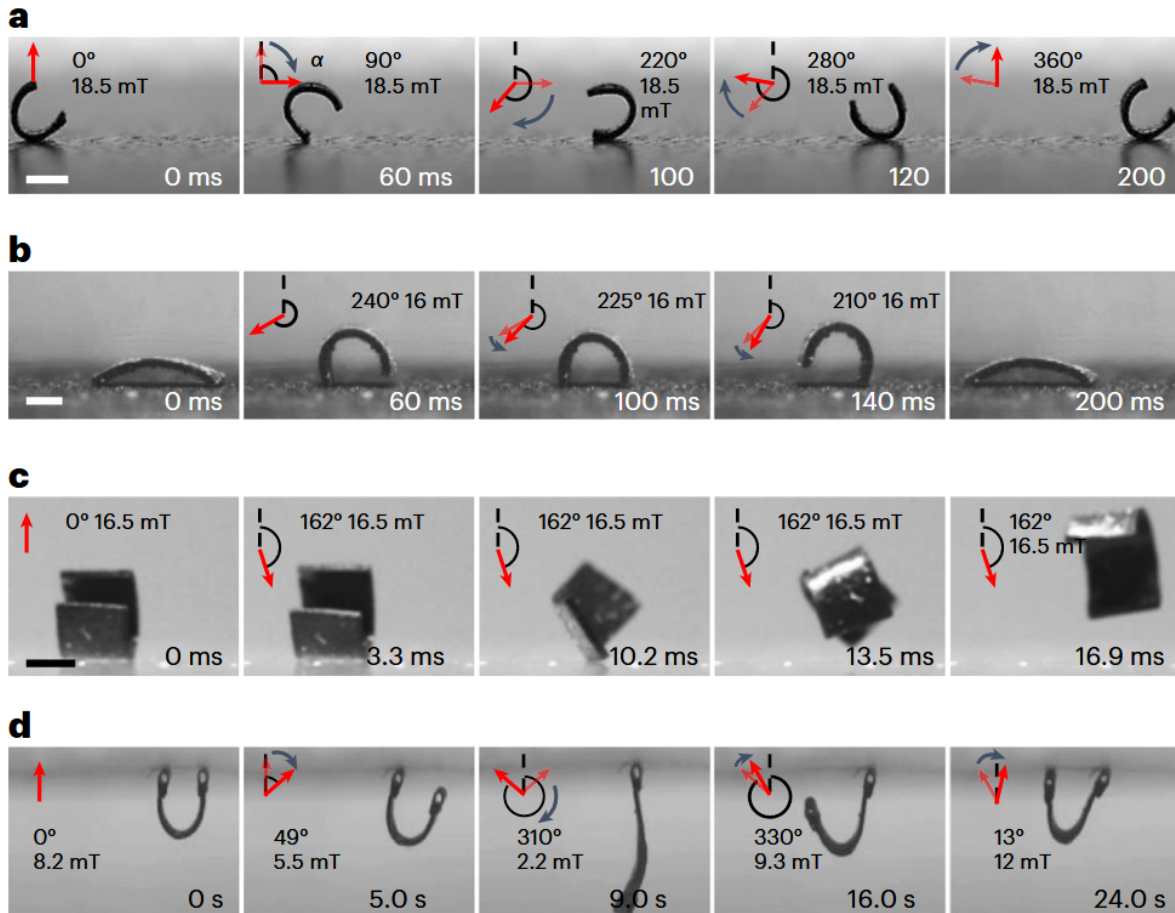 a
0°
18.5 mT
0 ms
α
90°
18.5 mT
60 ms
220°
18.5
mT
100
280°
18.5 mT
120
360°
18.5 mT
200
b
0 ms
240° 16 mT
60 ms
225° 16 mT
100 ms
210° 16 mT
140 ms
200 ms
c
0° 16.5 mT
0 ms
162° 16.5 mT
3.3 ms
162° 16.5 mT
10.2 ms
162° 16.5 mT
13.5 ms
162°
16.5 mT
16.9 ms
d
0°
8.2 mT
0 s
49°
5.5 mT
5.0 s
310°
2.2 mT
9.0 s
330°
9.3 mT
16.0 s
13°
12 mT
24.0 s